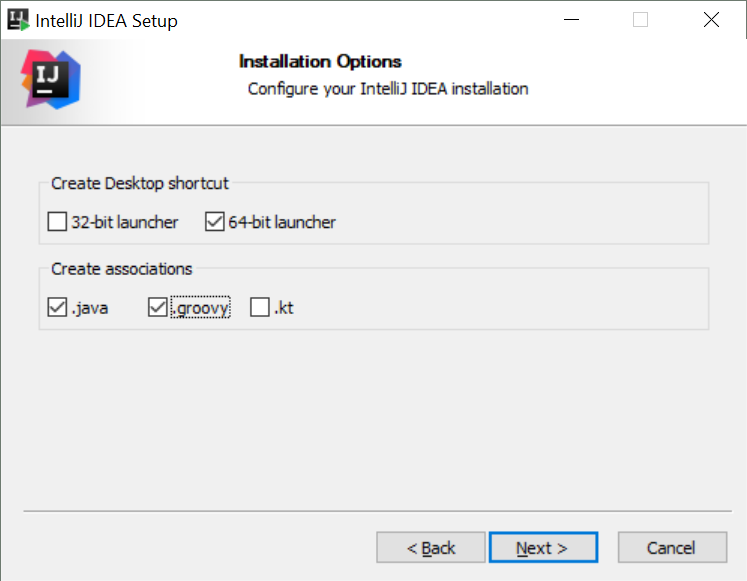 IntelliJ IDEA Setup
IJ
Installation Options
Configure your IntelliJ IDEA installation
Create Desktop shortcut
32-bit launcher 64-bit launcher
Create associations
.java .groovy .kt
< Back Next > Cancel